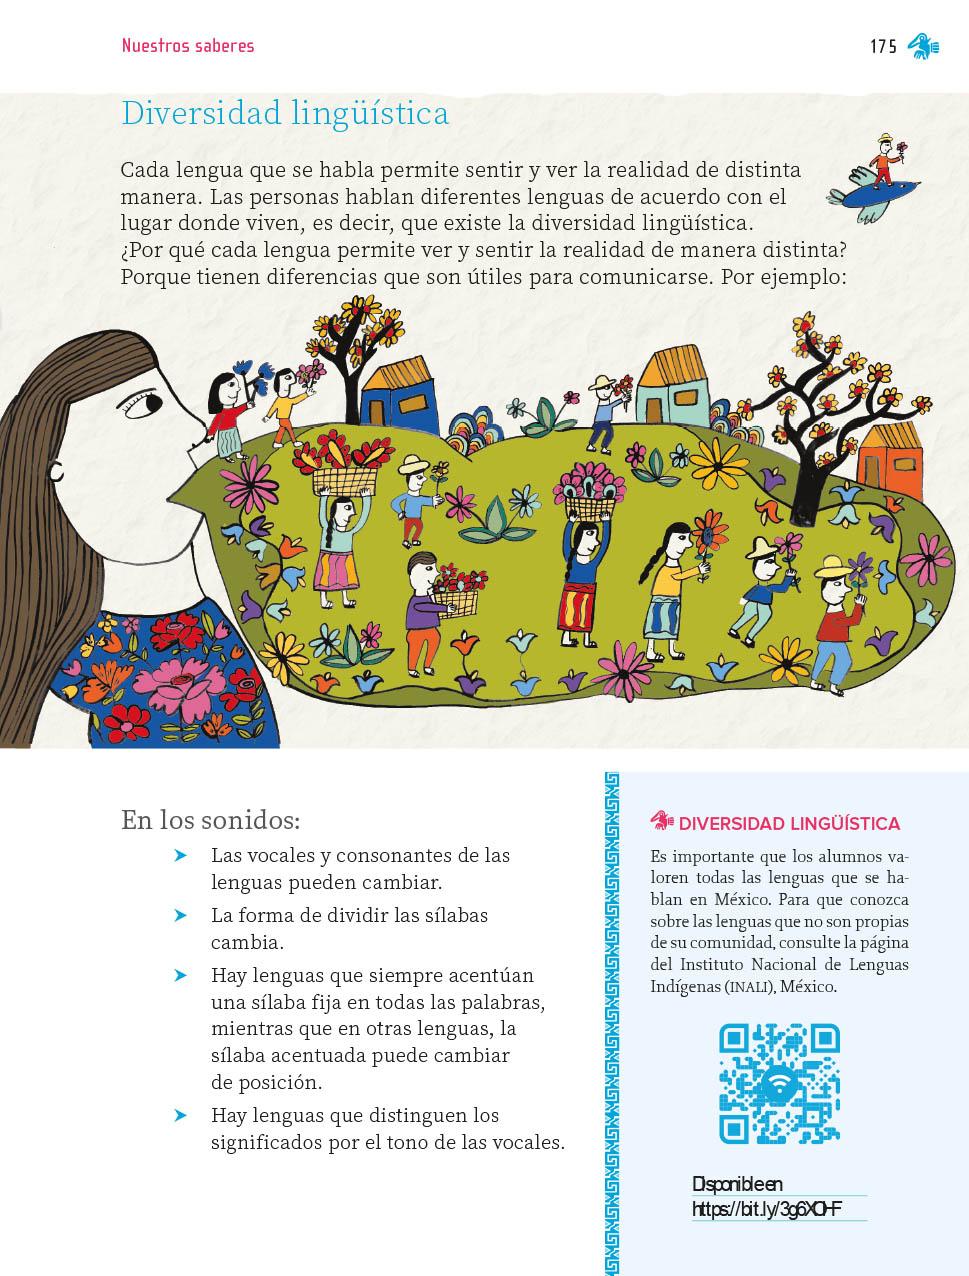 Nuestros saberes
175
Diversidad lingüística
Cada lengua que se habla permite sentir y ver la realidad de distinta
manera. Las personas hablan diferentes lenguas de acuerdo con el
lugar donde viven, es decir, que existe la diversidad lingüística.
¿Por qué cada lengua permite ver y sentir la realidad de manera distinta?
Porque tienen diferencias que son útiles para comunicarse. Por ejemplo:
En los sonidos:
➤ Las vocales y consonantes de las
lenguas pueden cambiar.
➤ La forma de dividir las sílabas
cambia.
➤ Hay lenguas que siempre acentúan
una sílaba fija en todas las palabras,
mientras que en otras lenguas, la
sílaba acentuada puede cambiar
de posición.
➤ Hay lenguas que distinguen los
significados por el tono de las vocales.
DIVERSIDAD LINGÜÍSTICA
Es importante que los alumnos va-
loren todas las lenguas que se ha-
blan en México. Para que conozca
sobre las lenguas que no son propias
de su comunidad, consulte la página
del Instituto Nacional de Lenguas
Indígenas (INALI), México.
Disponible en